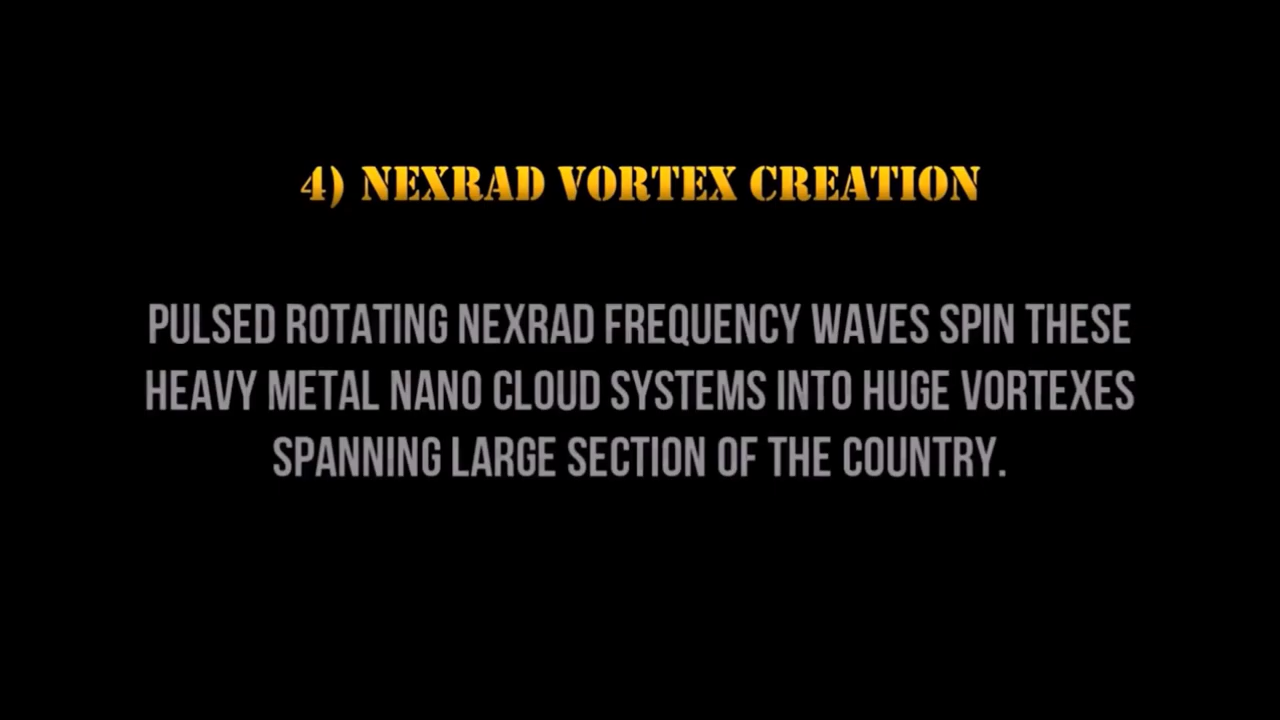 4) NEXRAD VORTEX CREATION
PULSED ROTATING NEXRAD FREQUENCY WAVES SPIN THESE
HEAVY METAL NANO CLOUD SYSTEMS INTO HUGE VORTEXES
SPANNING LARGE SECTION OF THE COUNTRY.